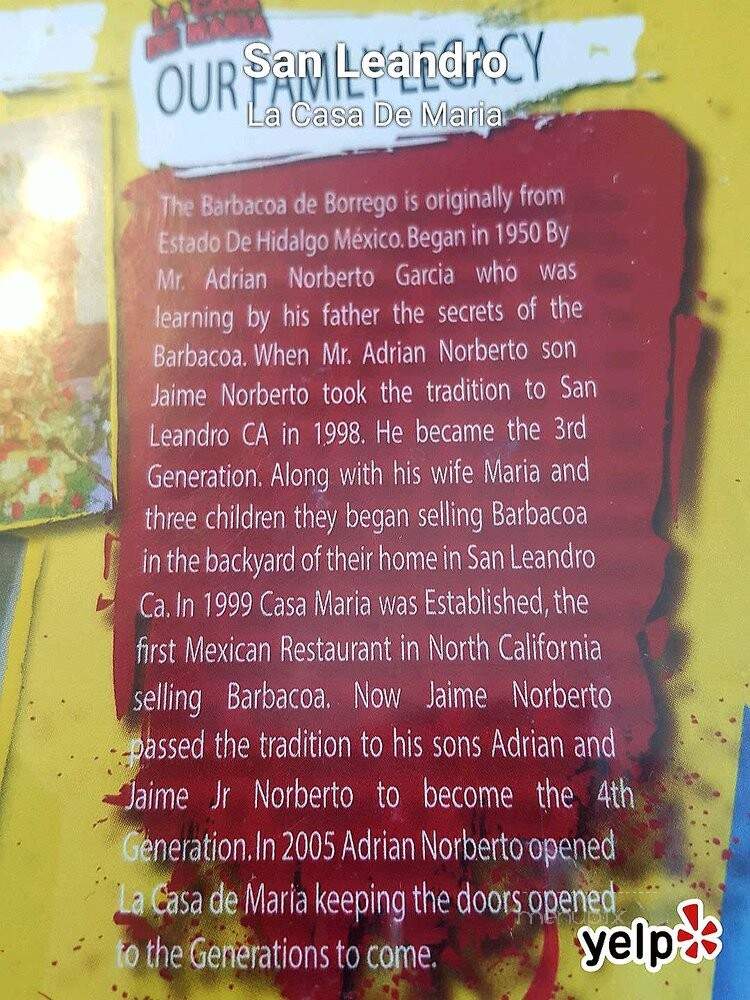 LA CASA
DE MARIA
San Leandro
OUR FAMILY LEGACY
La Casa De Maria
The Barbacoa de Borrego is originally from
Estado De Hidalgo México. Began in 1950 By
Mr. Adrian Norberto Garcia who was
learning by his father the secrets of the
Barbacoa. When Mr. Adrian Norberto son
Jaime Norberto took the tradition to San
Leandro CA in 1998. He became the 3rd
Generation. Along with his wife Maria and
three children they began selling Barbacoa
in the backyard of their home in San Leandro
Ca. In 1999 Casa Maria was Established, the
first Mexican Restaurant in North California
selling Barbacoa. Now Jaime Norberto
passed the tradition to his sons Adrian and
Jaime Jr Norberto to become the 4th
Generation. In 2005 Adrian Norberto opened
La Casa de Maria keeping the doors opened
to the Generations to come.
menupix
yelp